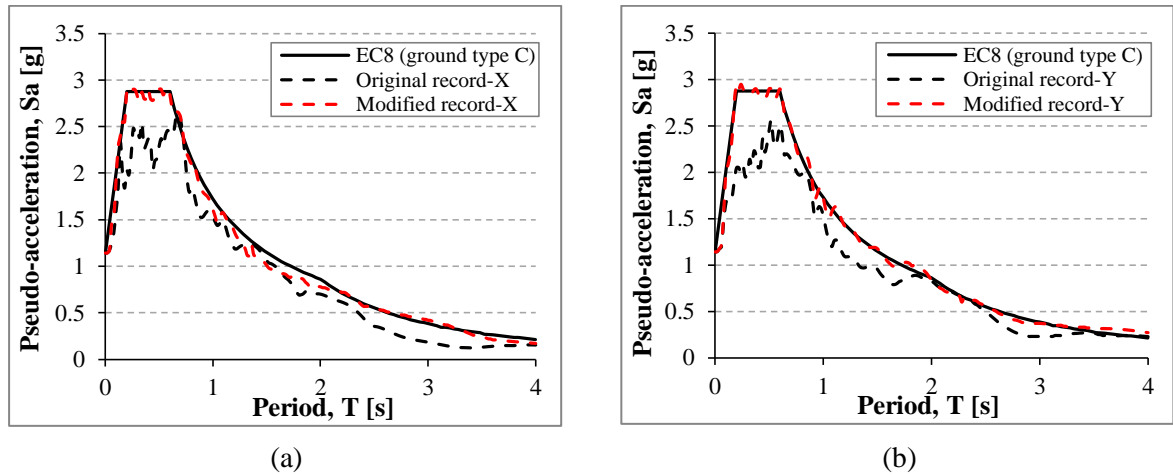 Pseudo-acceleration, Sa [g]
3.5
3
2.5
2
1.5
1
0.5
0
EC8 (ground type C)
Original record-X
Modified record-X
0 1 2 3 4
Period, T [s]
(a)
Pseudo-acceleration, Sa [g]
3.5
3
2.5
2
1.5
1
0.5
0
EC8 (ground type C)
Original record-Y
Modified record-Y
0 1 2 3 4
Period, T [s]
(b)